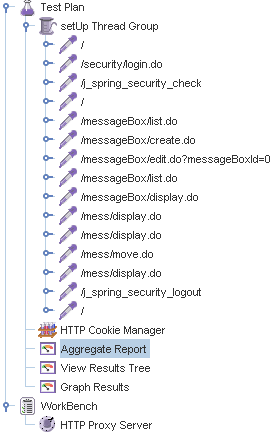 Test Plan
setUp Thread Group
/
/security/login.do
/j_spring_security_check
/
/messageBox/list.do
/messageBox/create.do
/messageBox/edit.do?messageBoxId=0
/messageBox/list.do
/messageBox/display.do
/mess/display.do
/mess/display.do
/mess/move.do
/mess/display.do
/j_spring_security_logout
/
HTTP Cookie Manager
Aggregate Report
View Results Tree
Graph Results
WorkBench
HTTP Proxy Server